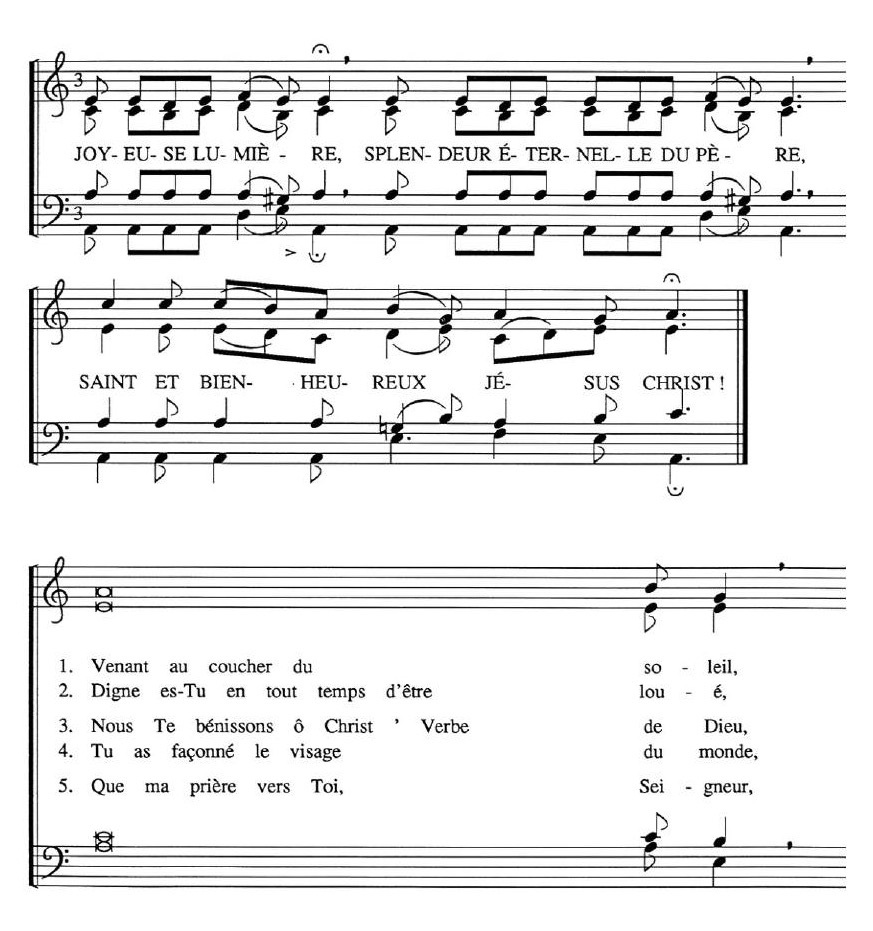 JOY- EU- SE LU- MIÈ - RE, SPLEN- DEUR É- TER- NEL- LE DU PÈ - RE,
SAINT ET BIEN- HEU- REUX JÉ- SUS CHRIST !
1. Venant au coucher du so - leil,
2. Digne es-Tu en tout temps d'être lou - é,
3. Nous Te bénissons ô Christ ' Verbe de Dieu,
4. Tu as façonné le visage du monde,
5. Que ma prière vers Toi, Sei - gneur,